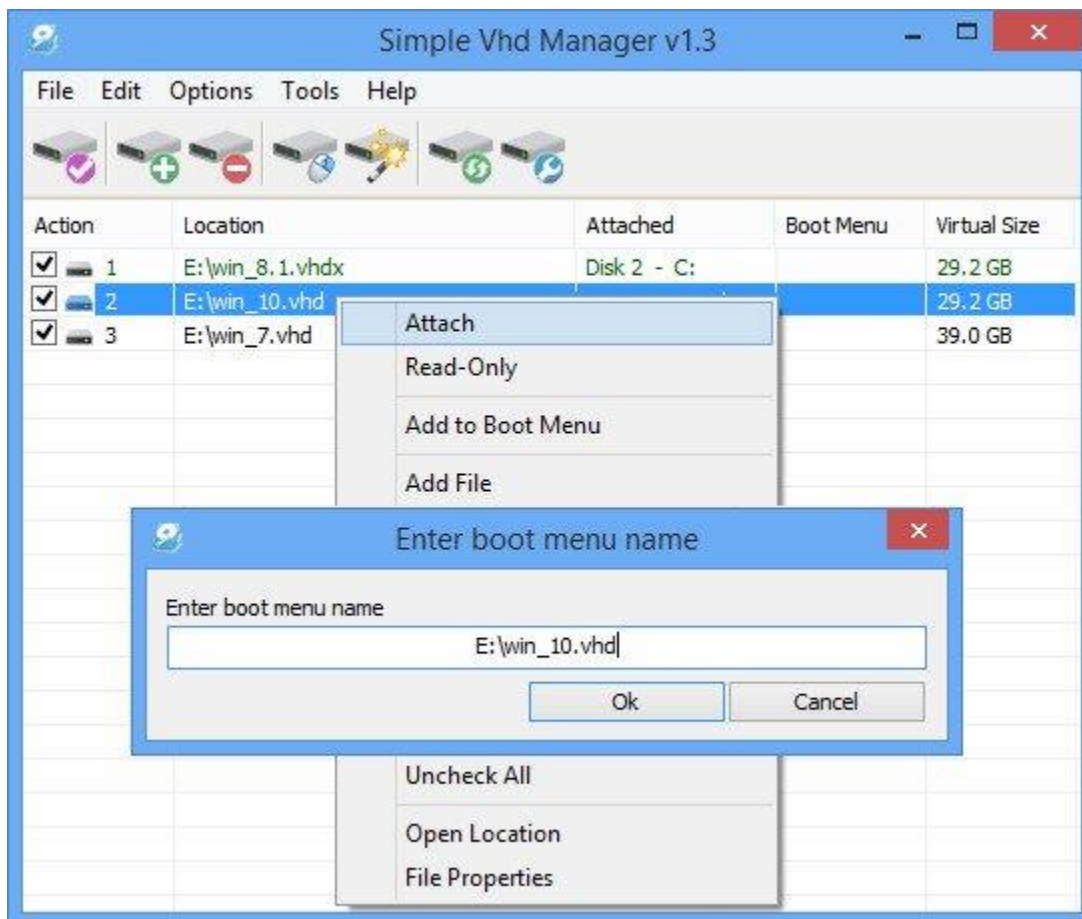 Simple Vhd Manager v1.3
File Edit Options Tools Help
Action Location Attached Boot Menu Virtual Size
1 E:\win_8.1.vhdx Disk 2 - C: 29.2 GB
2 E:\win_10.vhd 29.2 GB
3 E:\win_7.vhd 39.0 GB
Attach
Read-Only
Add to Boot Menu
Add File
Enter boot menu name
Enter boot menu name
E:\win_10.vhd
Ok Cancel
Uncheck All
Open Location
File Properties